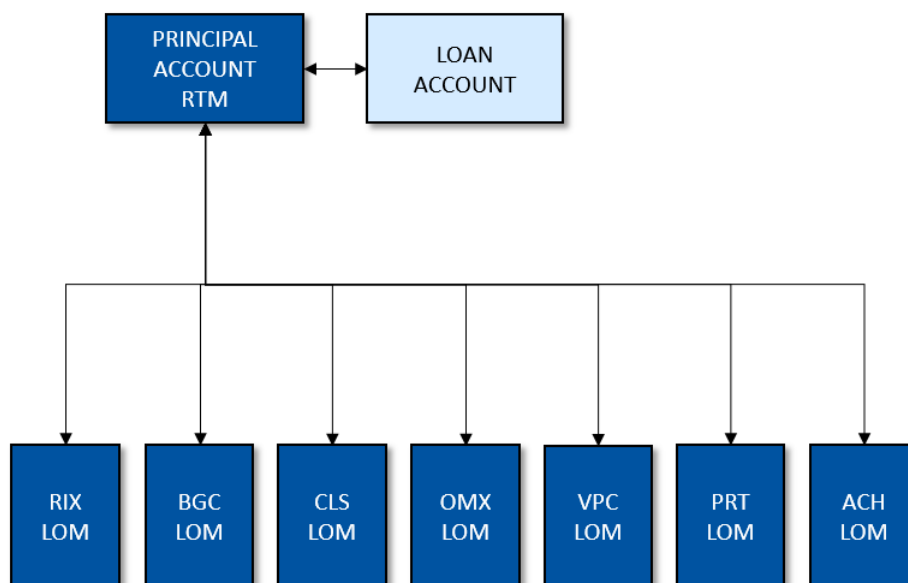 PRINCIPAL
ACCOUNT
RTM
LOAN
ACCOUNT
RIX
LOM
BGC
LOM
CLS
LOM
OMX
LOM
VPC
LOM
PRT
LOM
ACH
LOM